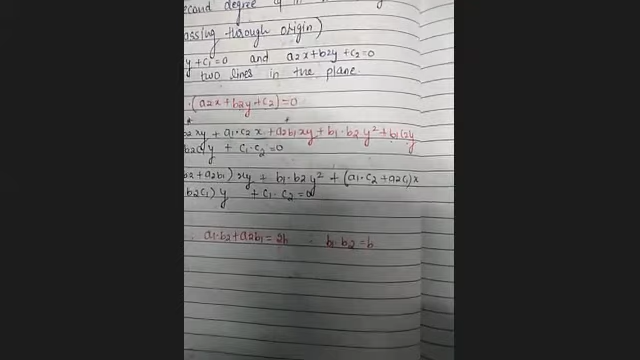 second degree
passing through origin)
y + c₁ = 0 and a₂x + b₂y + c₂ = 0
two lines in the plane.
(a₂x + b₂y + c₂) = 0
b₂xy + a₁·c₂x + a₂b₁xy + b₁·b₂y² + b₁c₂y
b₂c₁y + c₁·c₂ = 0
b₂ + a₂b₁) xy + b₁·b₂y² + (a₁·c₂ + a₂c₁)x
b₂c₁) y + c₁·c₂ = 0
a₁·b₂ + a₂b₁ = 2h : b₁·b₂ = b